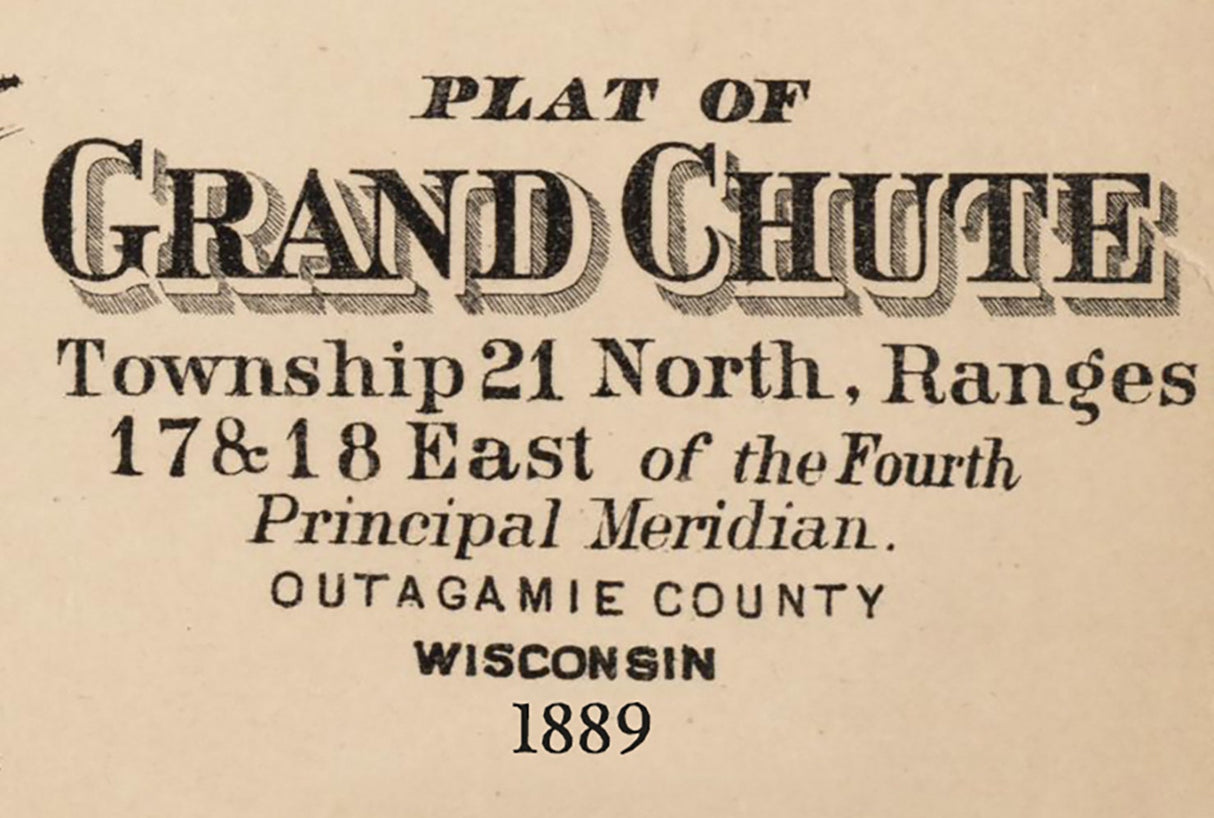 PLAT OF
GRAND CHUTE
Township 21 North, Ranges
17 & 18 East of the Fourth
Principal Meridian.
OUTAGAMIE COUNTY
WISCONSIN
1889